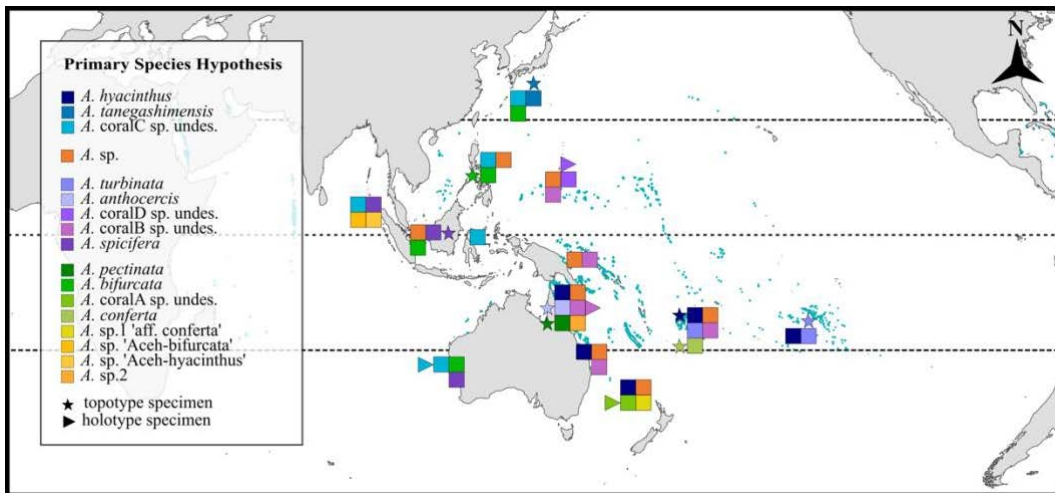 N
Primary Species Hypothesis
A. hyacinthus
A. tanegashimensis
A. coralC sp. undes.
A. sp.
A. turbinata
A. anthocercis
A. coralD sp. undes.
A. coralB sp. undes.
A. spicifera
A. pectinata
A. bifurcata
A. coralA sp. undes.
A. conferta
A. sp.1 'aff. conferta'
A. sp. 'Aceh-bifurcata'
A. sp. 'Aceh-hyacinthus'
A. sp.2
topotype specimen
holotype specimen